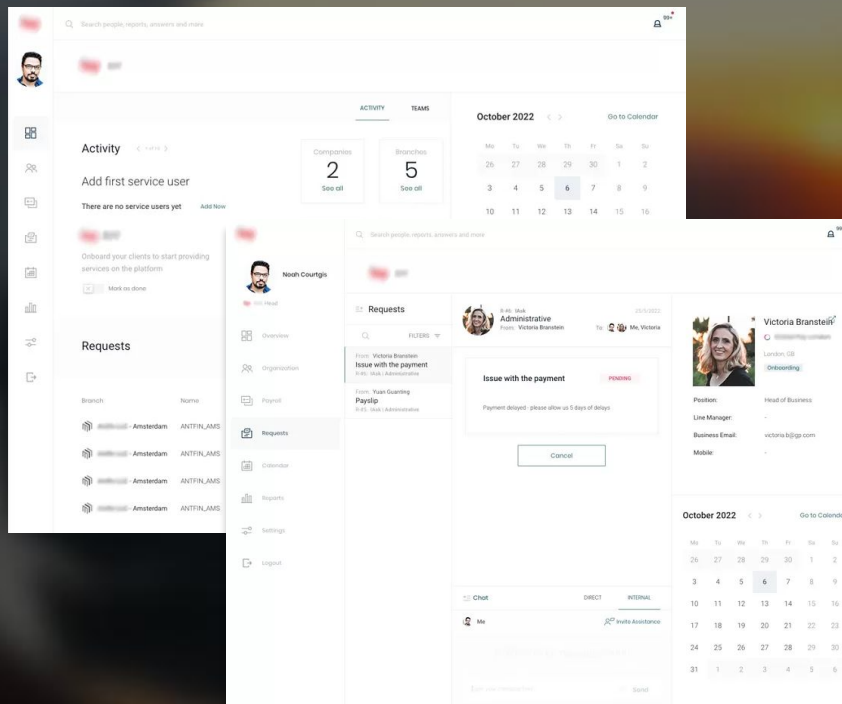 Search people, reports, answers and more
99+
ACTIVITY TEAMS
Activity
1 of 10
Add first service user
There are no service users yet Add Now
Onboard your clients to start providing
services on the platform
Mark as done
Companies
2
See all
Branches
5
See all
October 2022
Go to Calendar
Mo Tu We Th Fr Sa Su
26 27 28 29 30 1 2
3 4 5 6 7 8 9
10 11 12 13 14 15 16
Requests
Branch Name
- Amsterdam ANTFIN_AMS
- Amsterdam ANTFIN_AMS
- Amsterdam ANTFIN_AMS
- Amsterdam ANTFIN_AMS
Search people, reports, answers and more
Noah Courtgis
Head
Overview
Organization
Payroll
Requests
Calendar
Reports
Settings
Logout
Requests
FILTERS
From: Victoria Branstein
Issue with the payment
Administrative
From: Yuan Guanting
Payslip
Administrative
Administrative
From: Victoria Branstein
To: Me, Victoria
Issue with the payment PENDING
Payment delayed - please allow us 5 days of delays
Cancel
Chat DIRECT INTERNAL
Me Invite Assistance
Send
Victoria Branstein
London, GB
Onboarding
Position: Head of Business
Line Manager: -
Business Email: victoria.b@gp.com
Mobile: -
October 2022
Go to Calendar
Mo Tu We Th Fr Sa Su
26 27 28 29 30 1 2
3 4 5 6 7 8 9
10 11 12 13 14 15 16
17 18 19 20 21 22 23
24 25 26 27 28 29 30
31 1 2 3 4 5 6